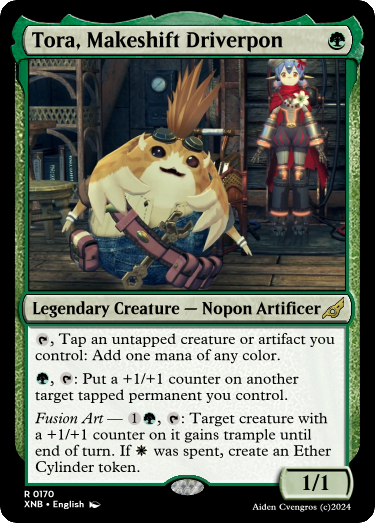 Tora, Makeshift Driverpon
Legendary Creature — Nopon Artificer
, Tap an untapped creature or artifact you
control: Add one mana of any color.
, : Put a +1/+1 counter on another
target tapped permanent you control.
Fusion Art — 1, : Target creature with
a +1/+1 counter on it gains trample until
end of turn. If was spent, create an Ether
Cylinder token.
1/1
R 0170
XNB • English
Aiden Cvengros (c)2024